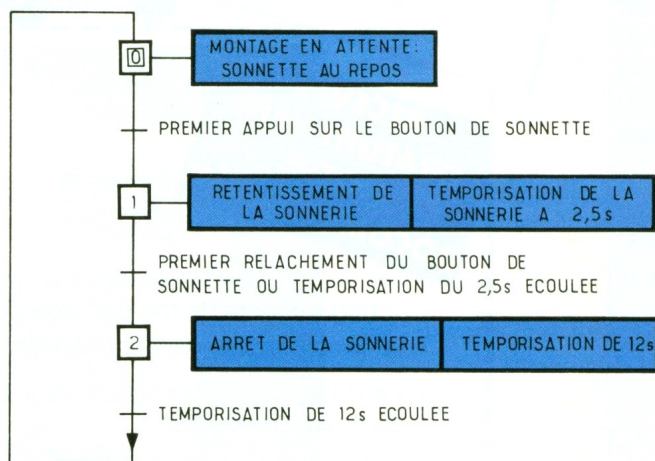 0
MONTAGE EN ATTENTE:
SONNETTE AU REPOS
PREMIER APPUI SUR LE BOUTON DE SONNETTE
1
RETENTISSEMENT DE
LA SONNERIE
TEMPORISATION DE LA
SONNERIE A 2,5s
PREMIER RELACHEMENT DU BOUTON DE
SONNETTE OU TEMPORISATION DU 2,5s ECOULEE
2
ARRET DE LA SONNERIE
TEMPORISATION DE 12s
TEMPORISATION DE 12s ECOULEE